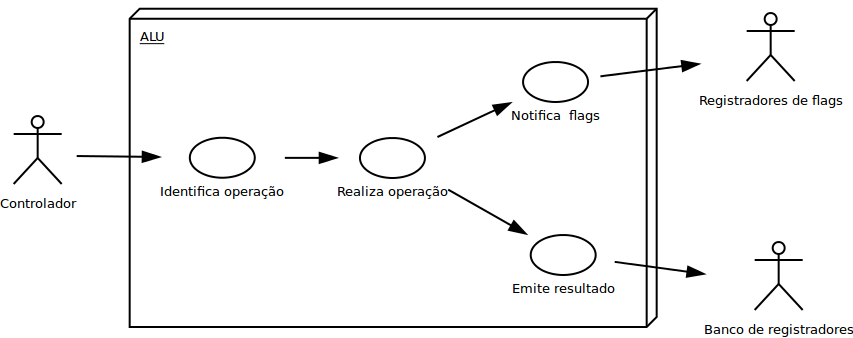 ALU
Controlador
Identifica operação
Realiza operação
Notifica  flags
Emite resultado
Registradores de flags
Banco de registradores